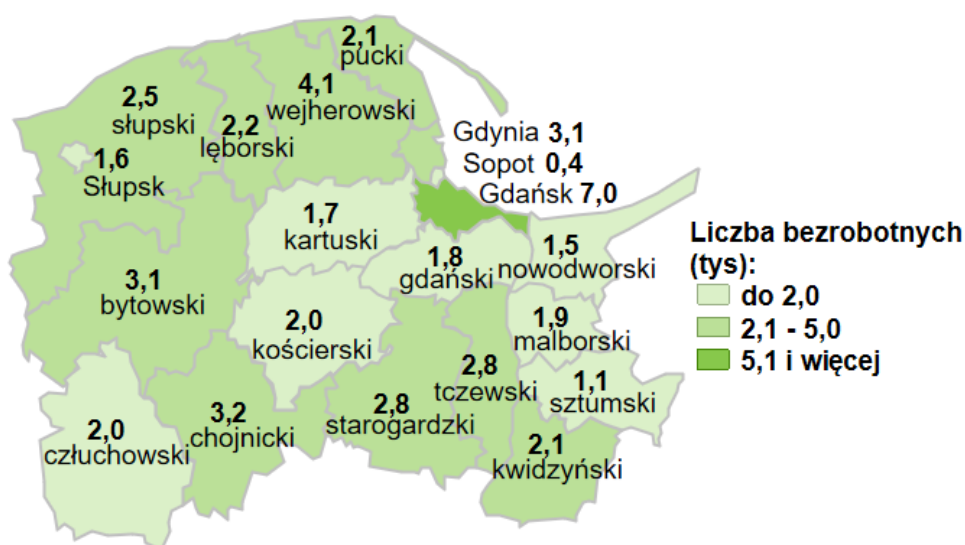 2,1
pucki
4,1
wejherowski
2,5
słupski
2,2
lęborski
Gdynia 3,1
Sopot 0,4
Gdańsk 7,0
1,6
Słupsk
1,7
kartuski
1,8
gdański
1,5
nowodworski
3,1
bytowski
2,0
kościerski
1,9
malborski
2,8
tczewski
1,1
sztumski
2,0
człuchowski
3,2
chojnicki
2,8
starogardzki
2,1
kwidzyński
Liczba bezrobotnych
(tys):
do 2,0
2,1 - 5,0
5,1 i więcej